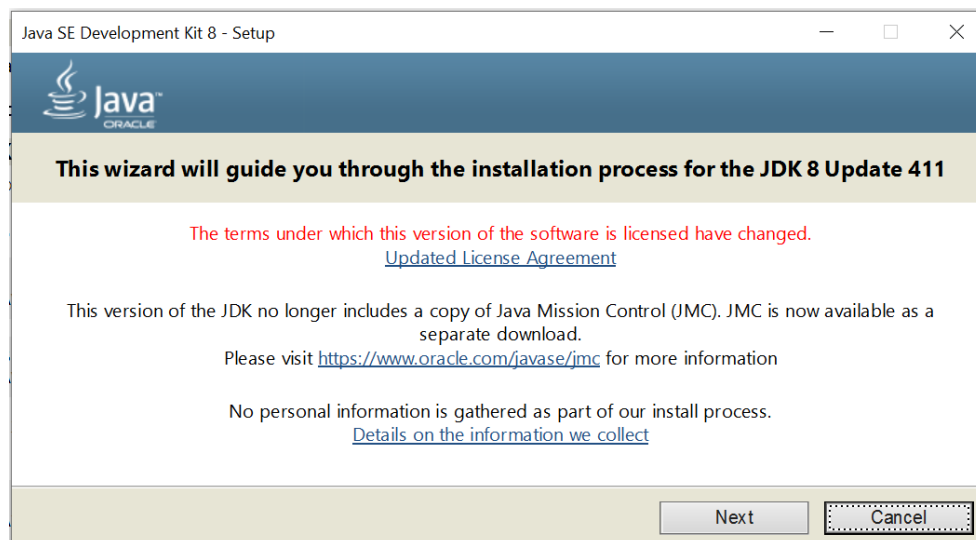 Java SE Development Kit 8 - Setup
Java™
ORACLE
This wizard will guide you through the installation process for the JDK 8 Update 411
The terms under which this version of the software is licensed have changed.
Updated License Agreement
This version of the JDK no longer includes a copy of Java Mission Control (JMC). JMC is now available as a
separate download.
Please visit https://www.oracle.com/javase/jmc for more information
No personal information is gathered as part of our install process.
Details on the information we collect
Next
Cancel